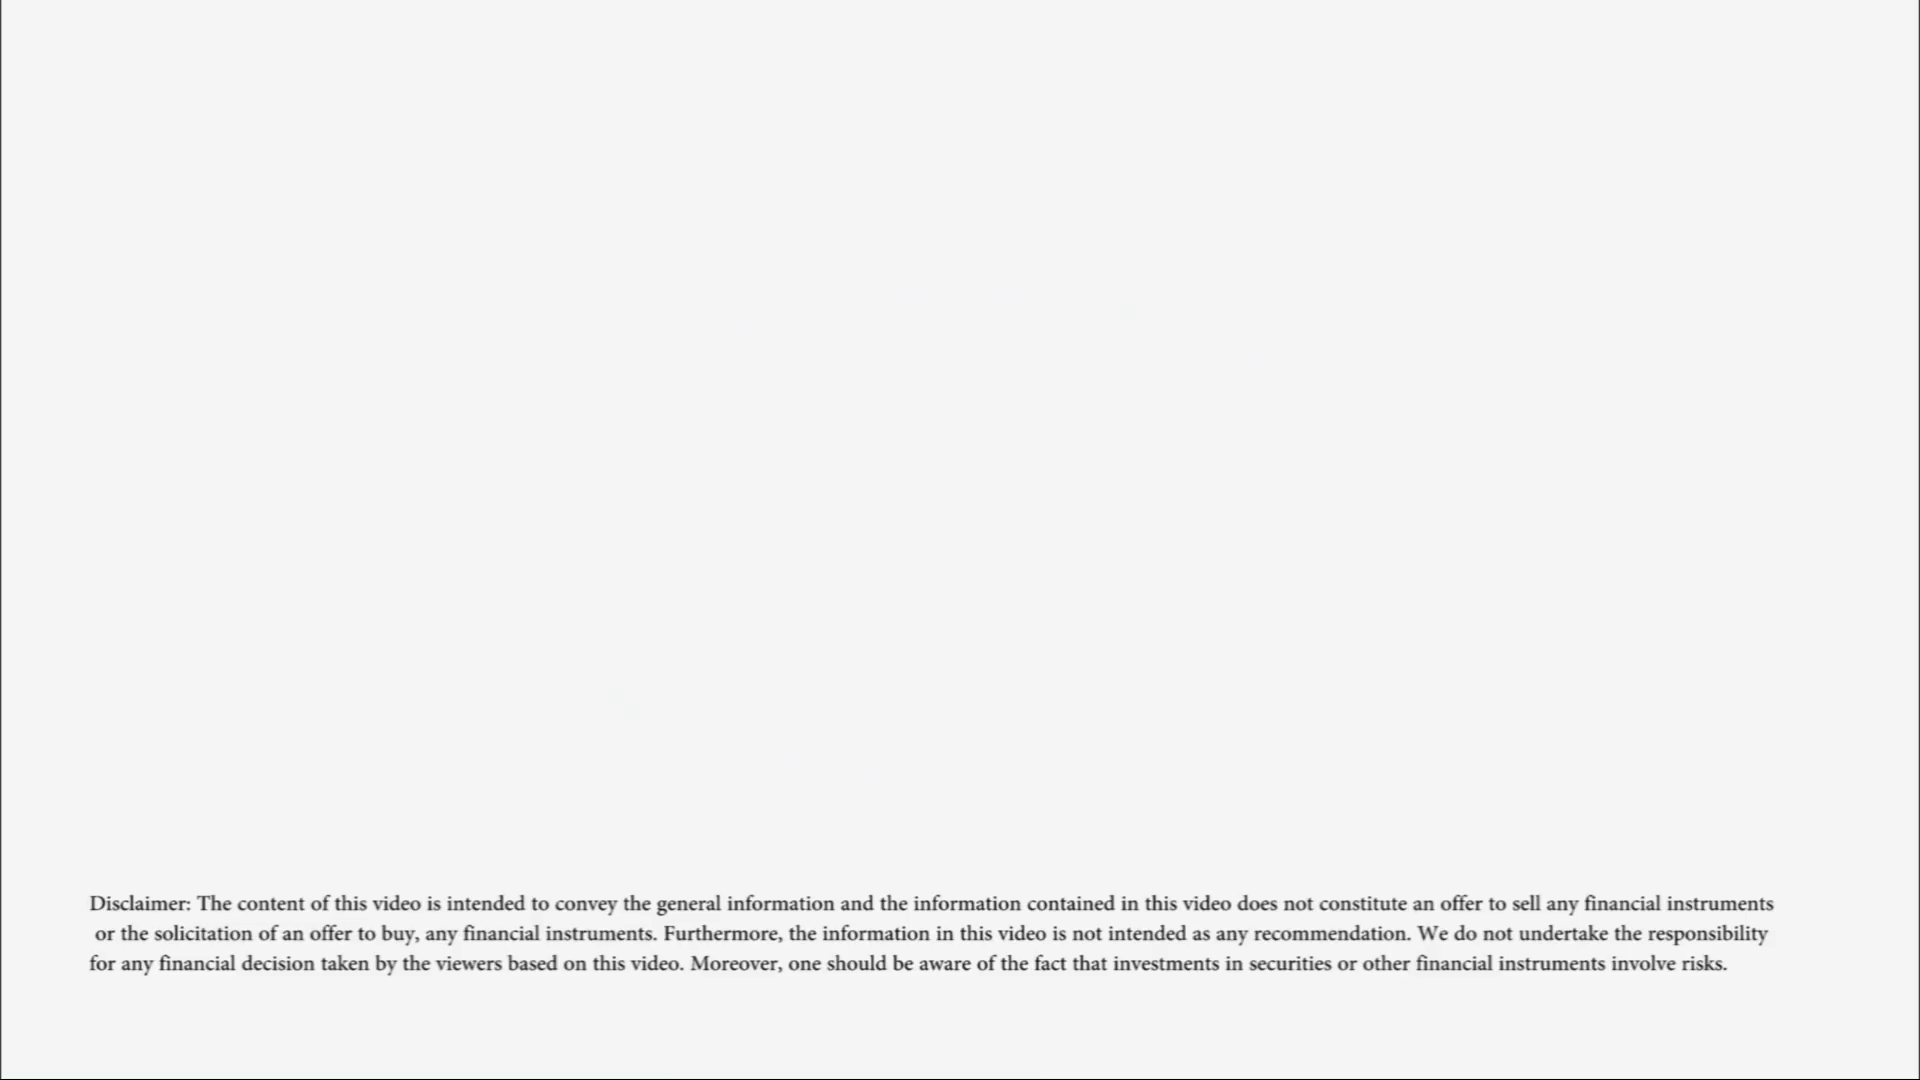 Disclaimer: The content of this video is intended to convey the general information and the information contained in this video does not constitute an offer to sell any financial instruments
or the solicitation of an offer to buy, any financial instruments. Furthermore, the information in this video is not intended as any recommendation. We do not undertake the responsibility
for any financial decision taken by the viewers based on this video. Moreover, one should be aware of the fact that investments in securities or other financial instruments involve risks.